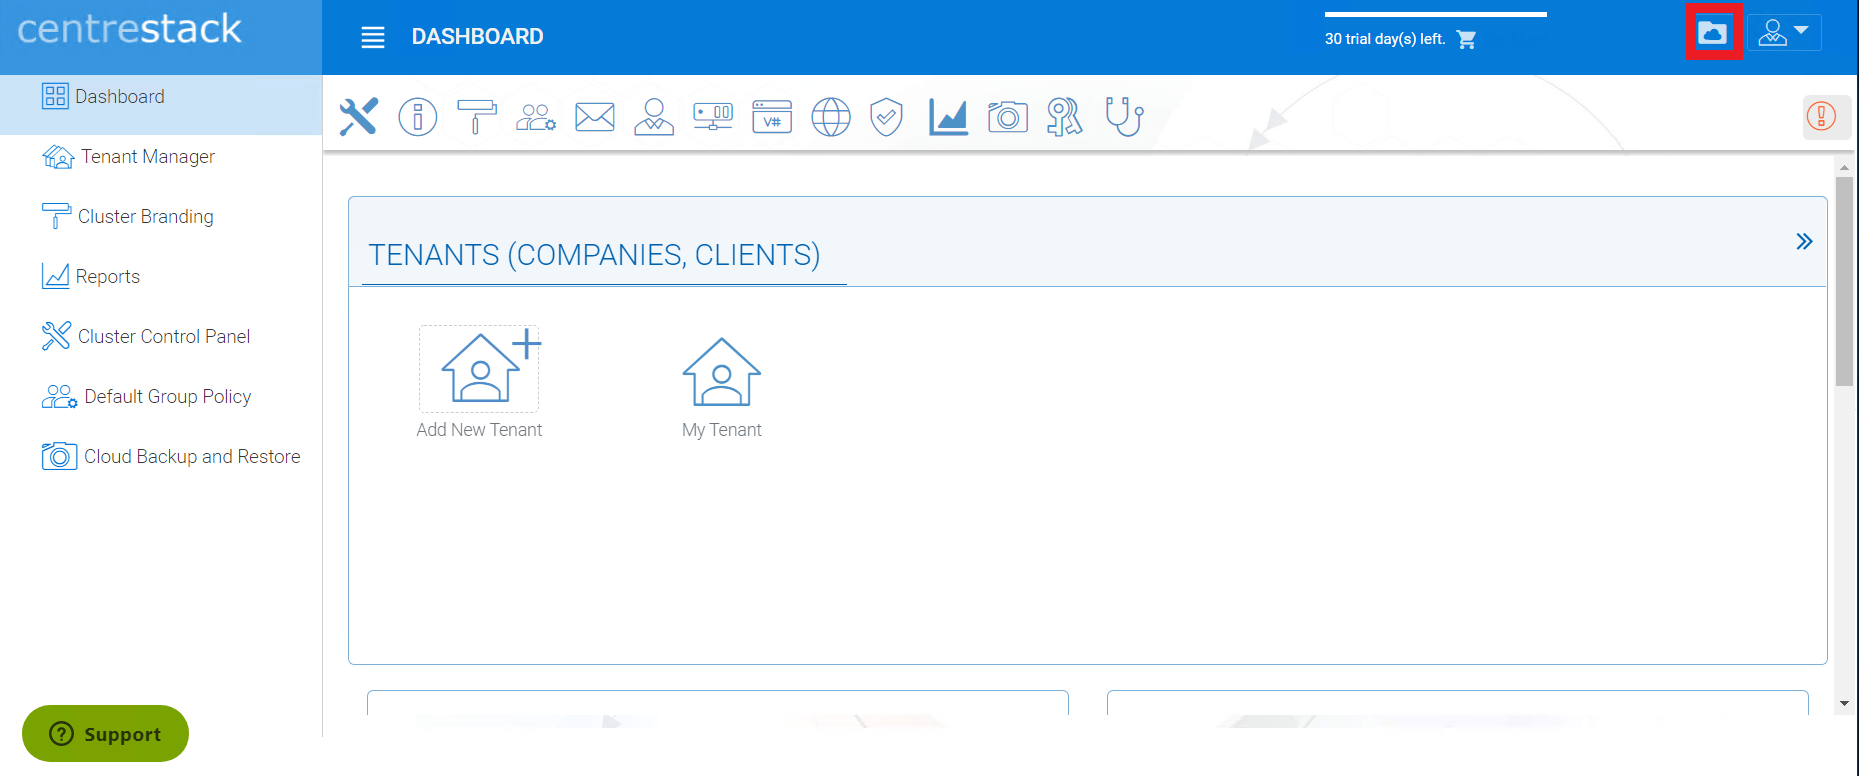 centrestack
DASHBOARD
30 trial day(s) left.
Dashboard
Tenant Manager
Cluster Branding
Reports
Cluster Control Panel
Default Group Policy
Cloud Backup and Restore
V#
TENANTS (COMPANIES, CLIENTS)
Add New Tenant
My Tenant
Support